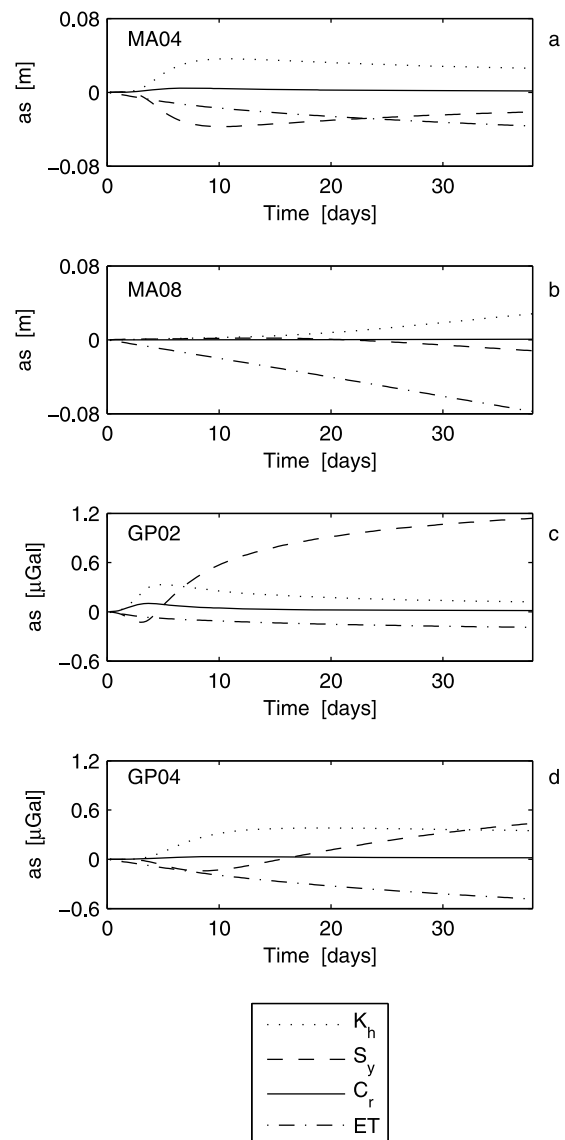 0.08
MA04
a
as [m]
0
−0.08
0
10
20
30
Time [days]
0.08
MA08
b
as [m]
0
−0.08
0
10
20
30
Time [days]
1.2
GP02
c
as [μGal]
0.6
0
−0.6
0
10
20
30
Time [days]
1.2
GP04
d
as [μGal]
0.6
0
−0.6
0
10
20
30
Time [days]
K_h
S_y
C_r
ET